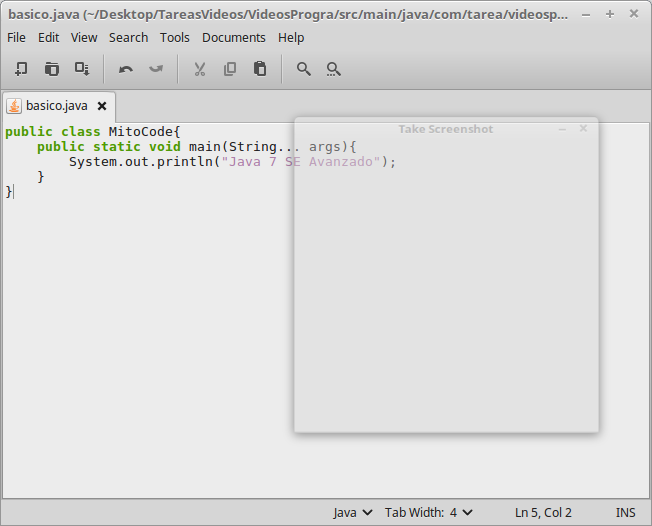 basico.java (~/Desktop/TareasVideos/VideosProgra/src/main/java/com/tarea/videosp...
File Edit View Search Tools Documents Help
basico.java
Take Screenshot
public class MitoCode{
    public static void main(String... args){
        System.out.println("Java 7 SE Avanzado");
    }
}
Java Tab Width: 4 Ln 5, Col 2 INS